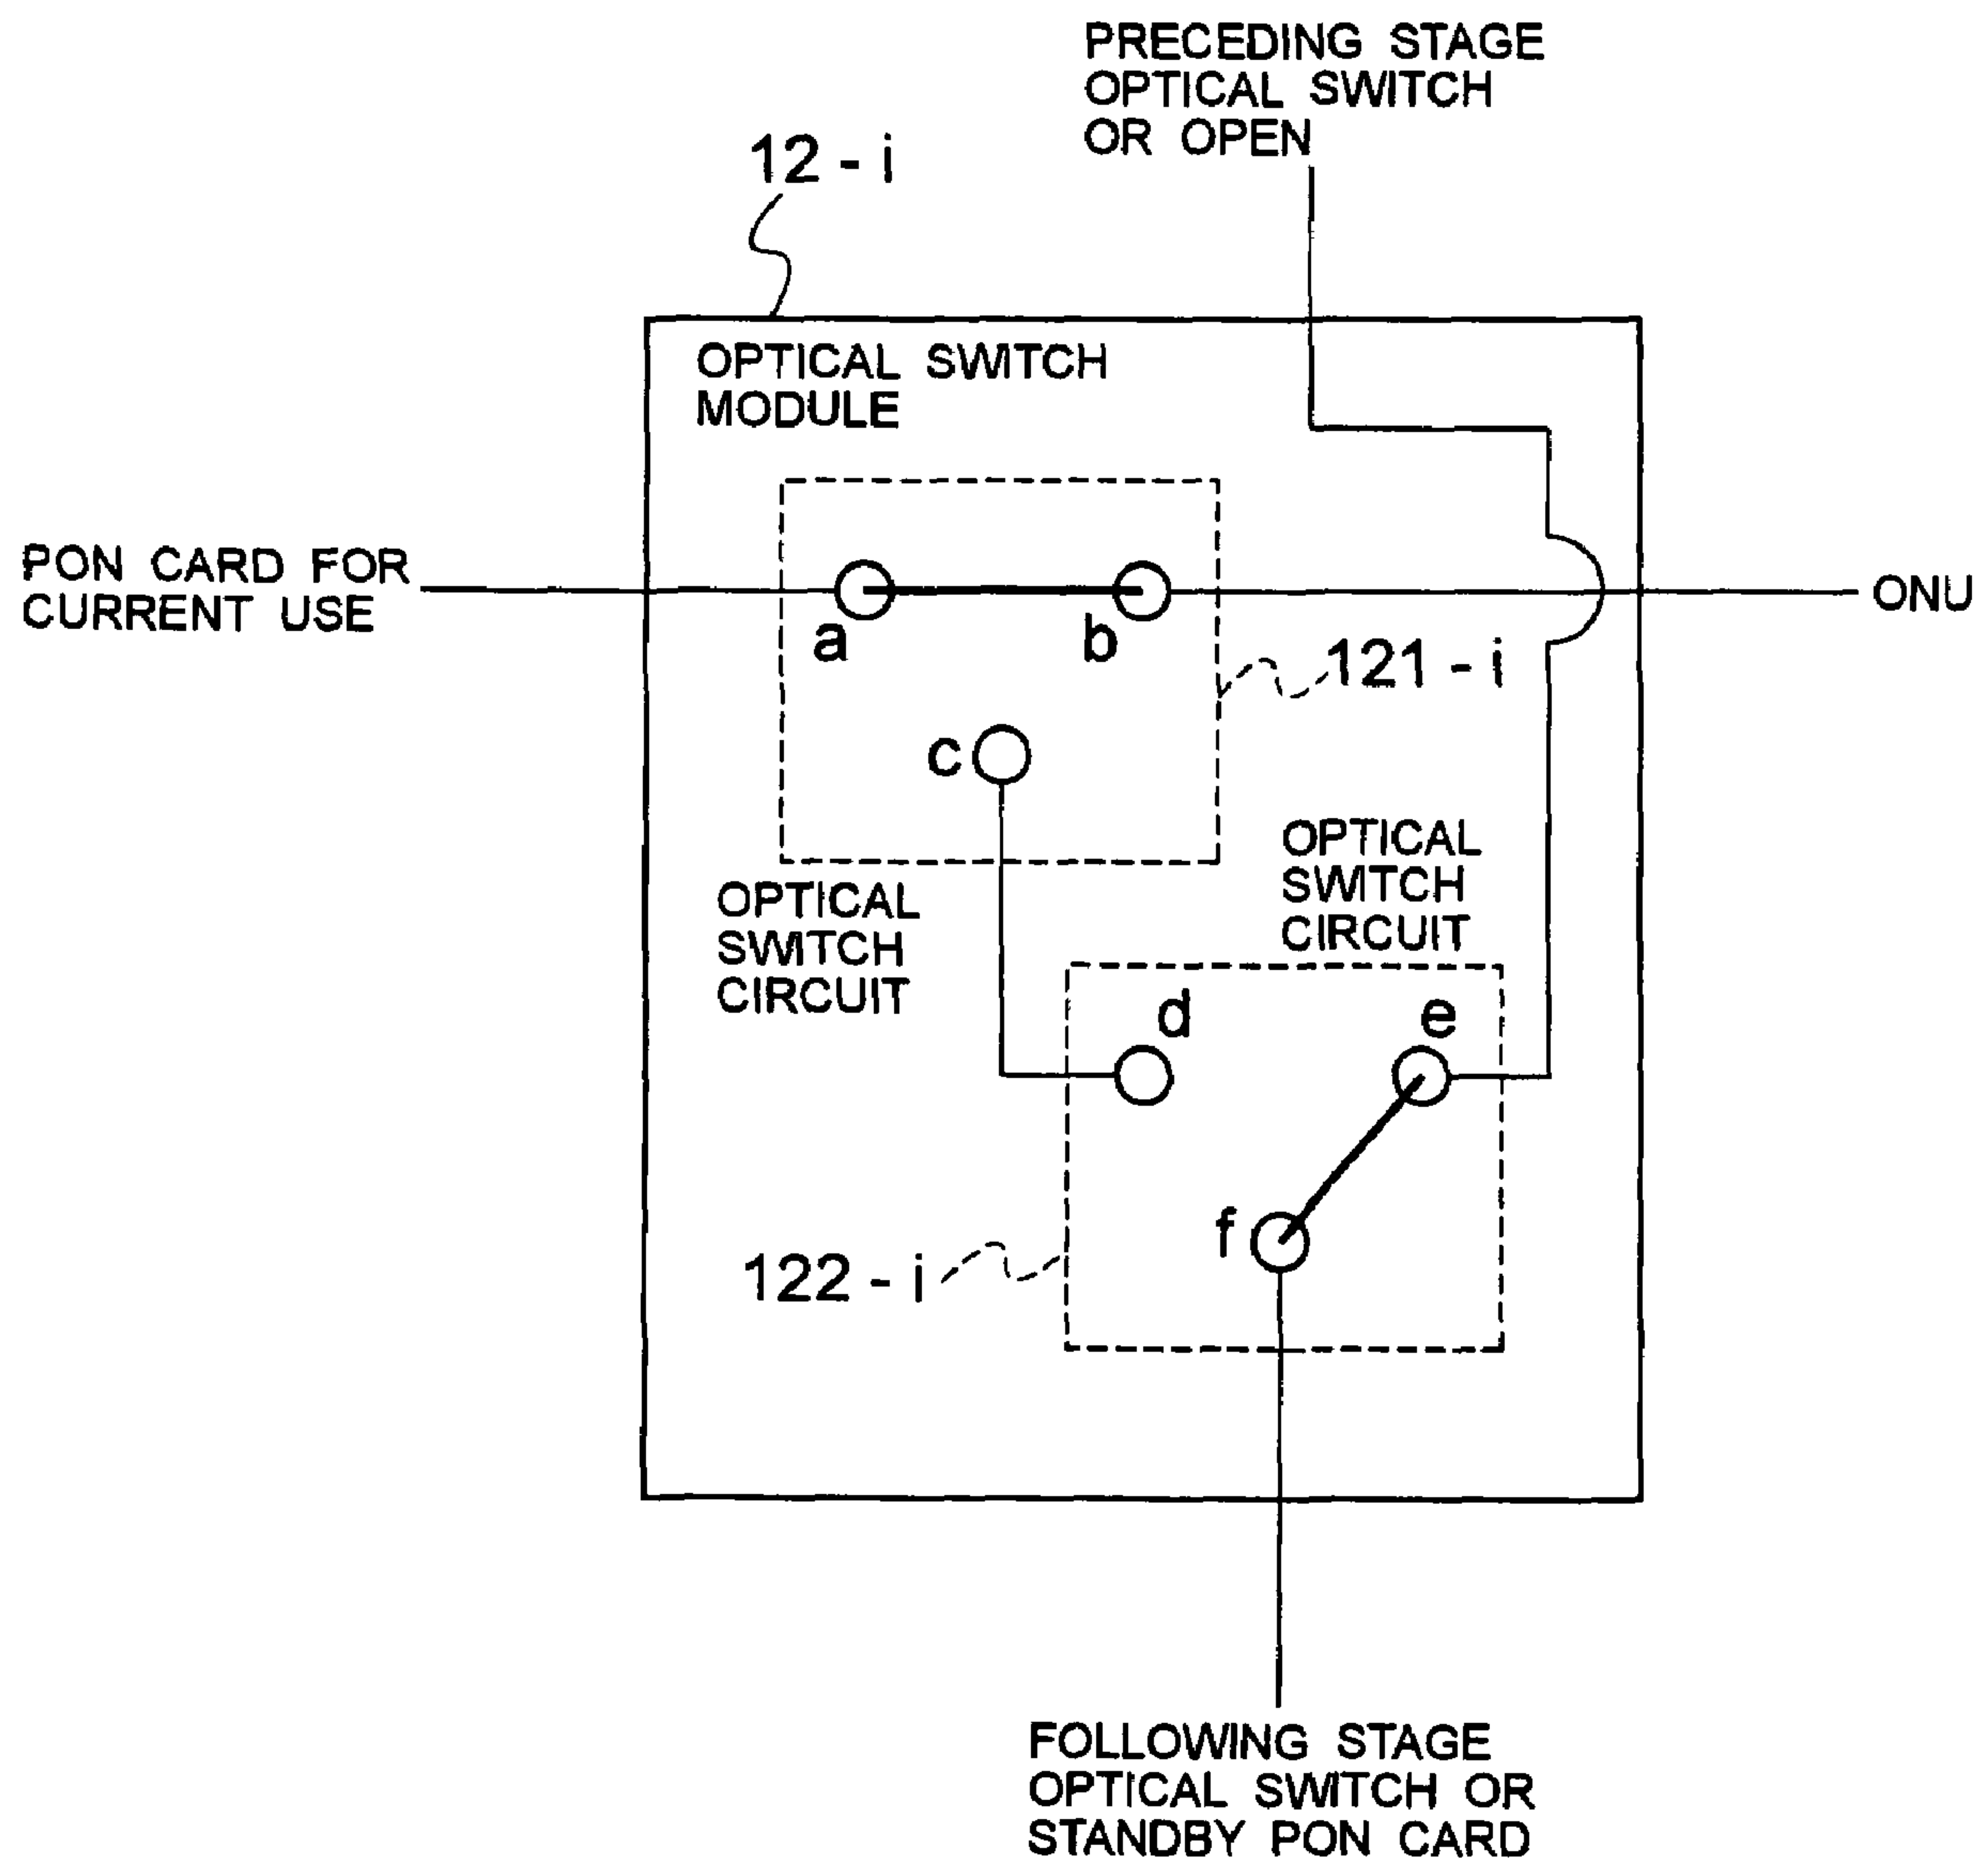 PRECEDING STAGE
OPTICAL SWITCH
OR OPEN
12 - i
OPTICAL SWITCH
MODULE
PON CARD FOR
CURRENT USE
ONU
a
b
121 - i
c
OPTICAL
SWITCH
CIRCUIT
OPTICAL
SWITCH
CIRCUIT
d
e
f
122 - i
FOLLOWING STAGE
OPTICAL SWITCH OR
STANDBY PON CARD